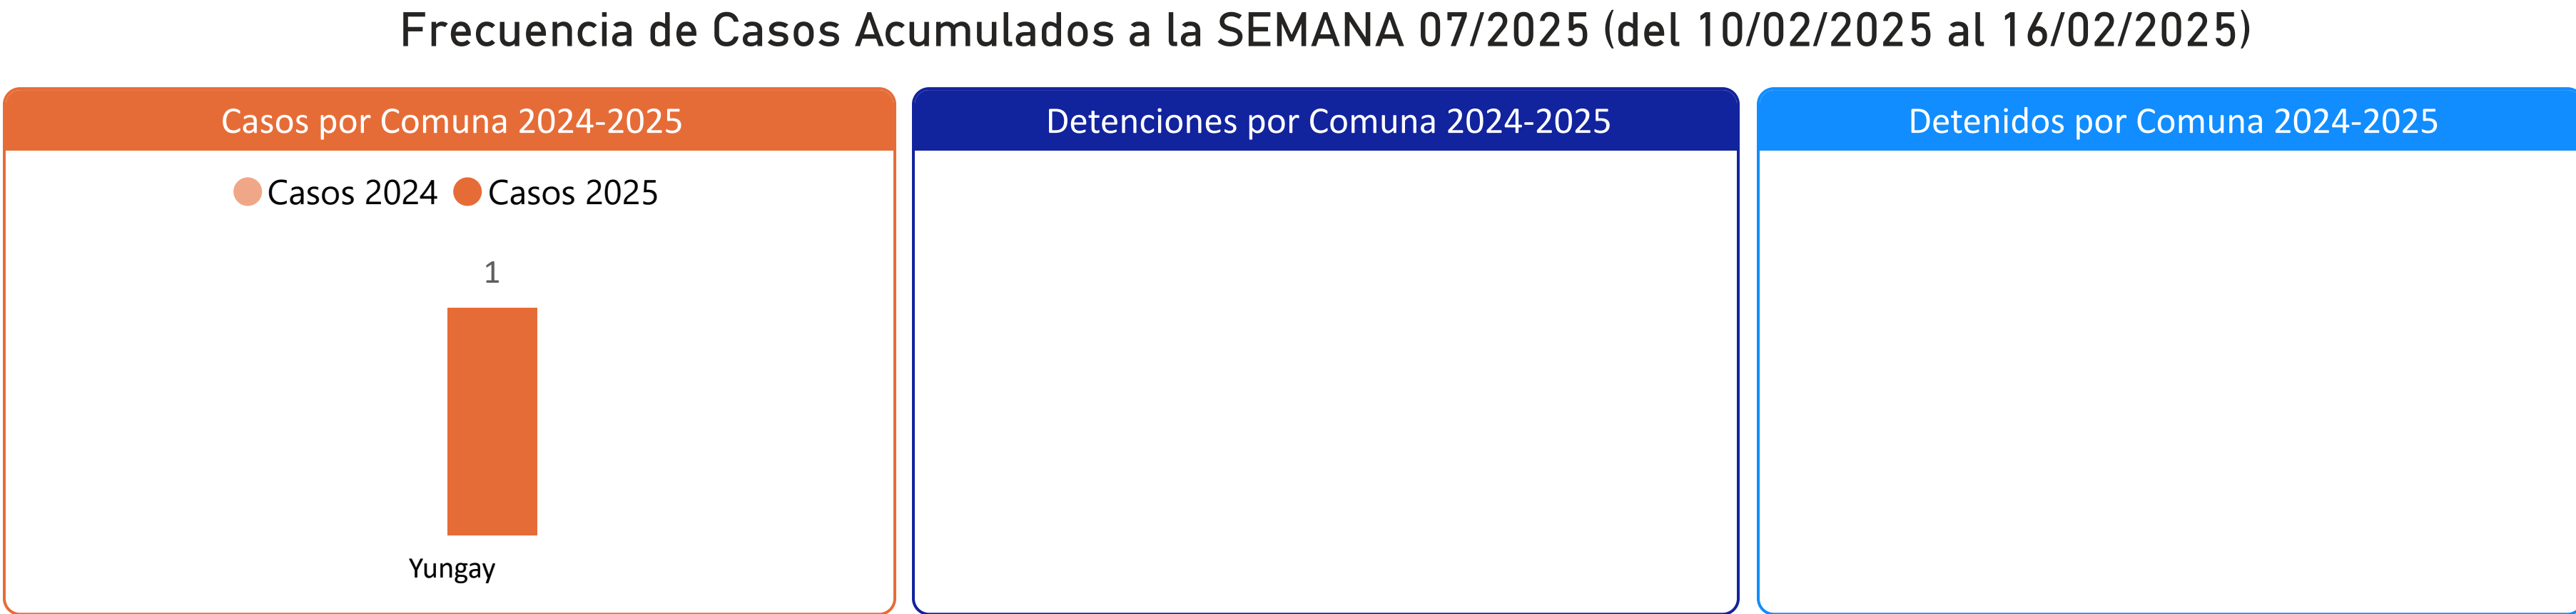 Frecuencia de Casos Acumulados a la SEMANA 07/2025 (del 10/02/2025 al 16/02/2025)
Casos por Comuna 2024-2025
Casos 2024 Casos 2025
1
Yungay
Detenciones por Comuna 2024-2025
Detenidos por Comuna 2024-2025